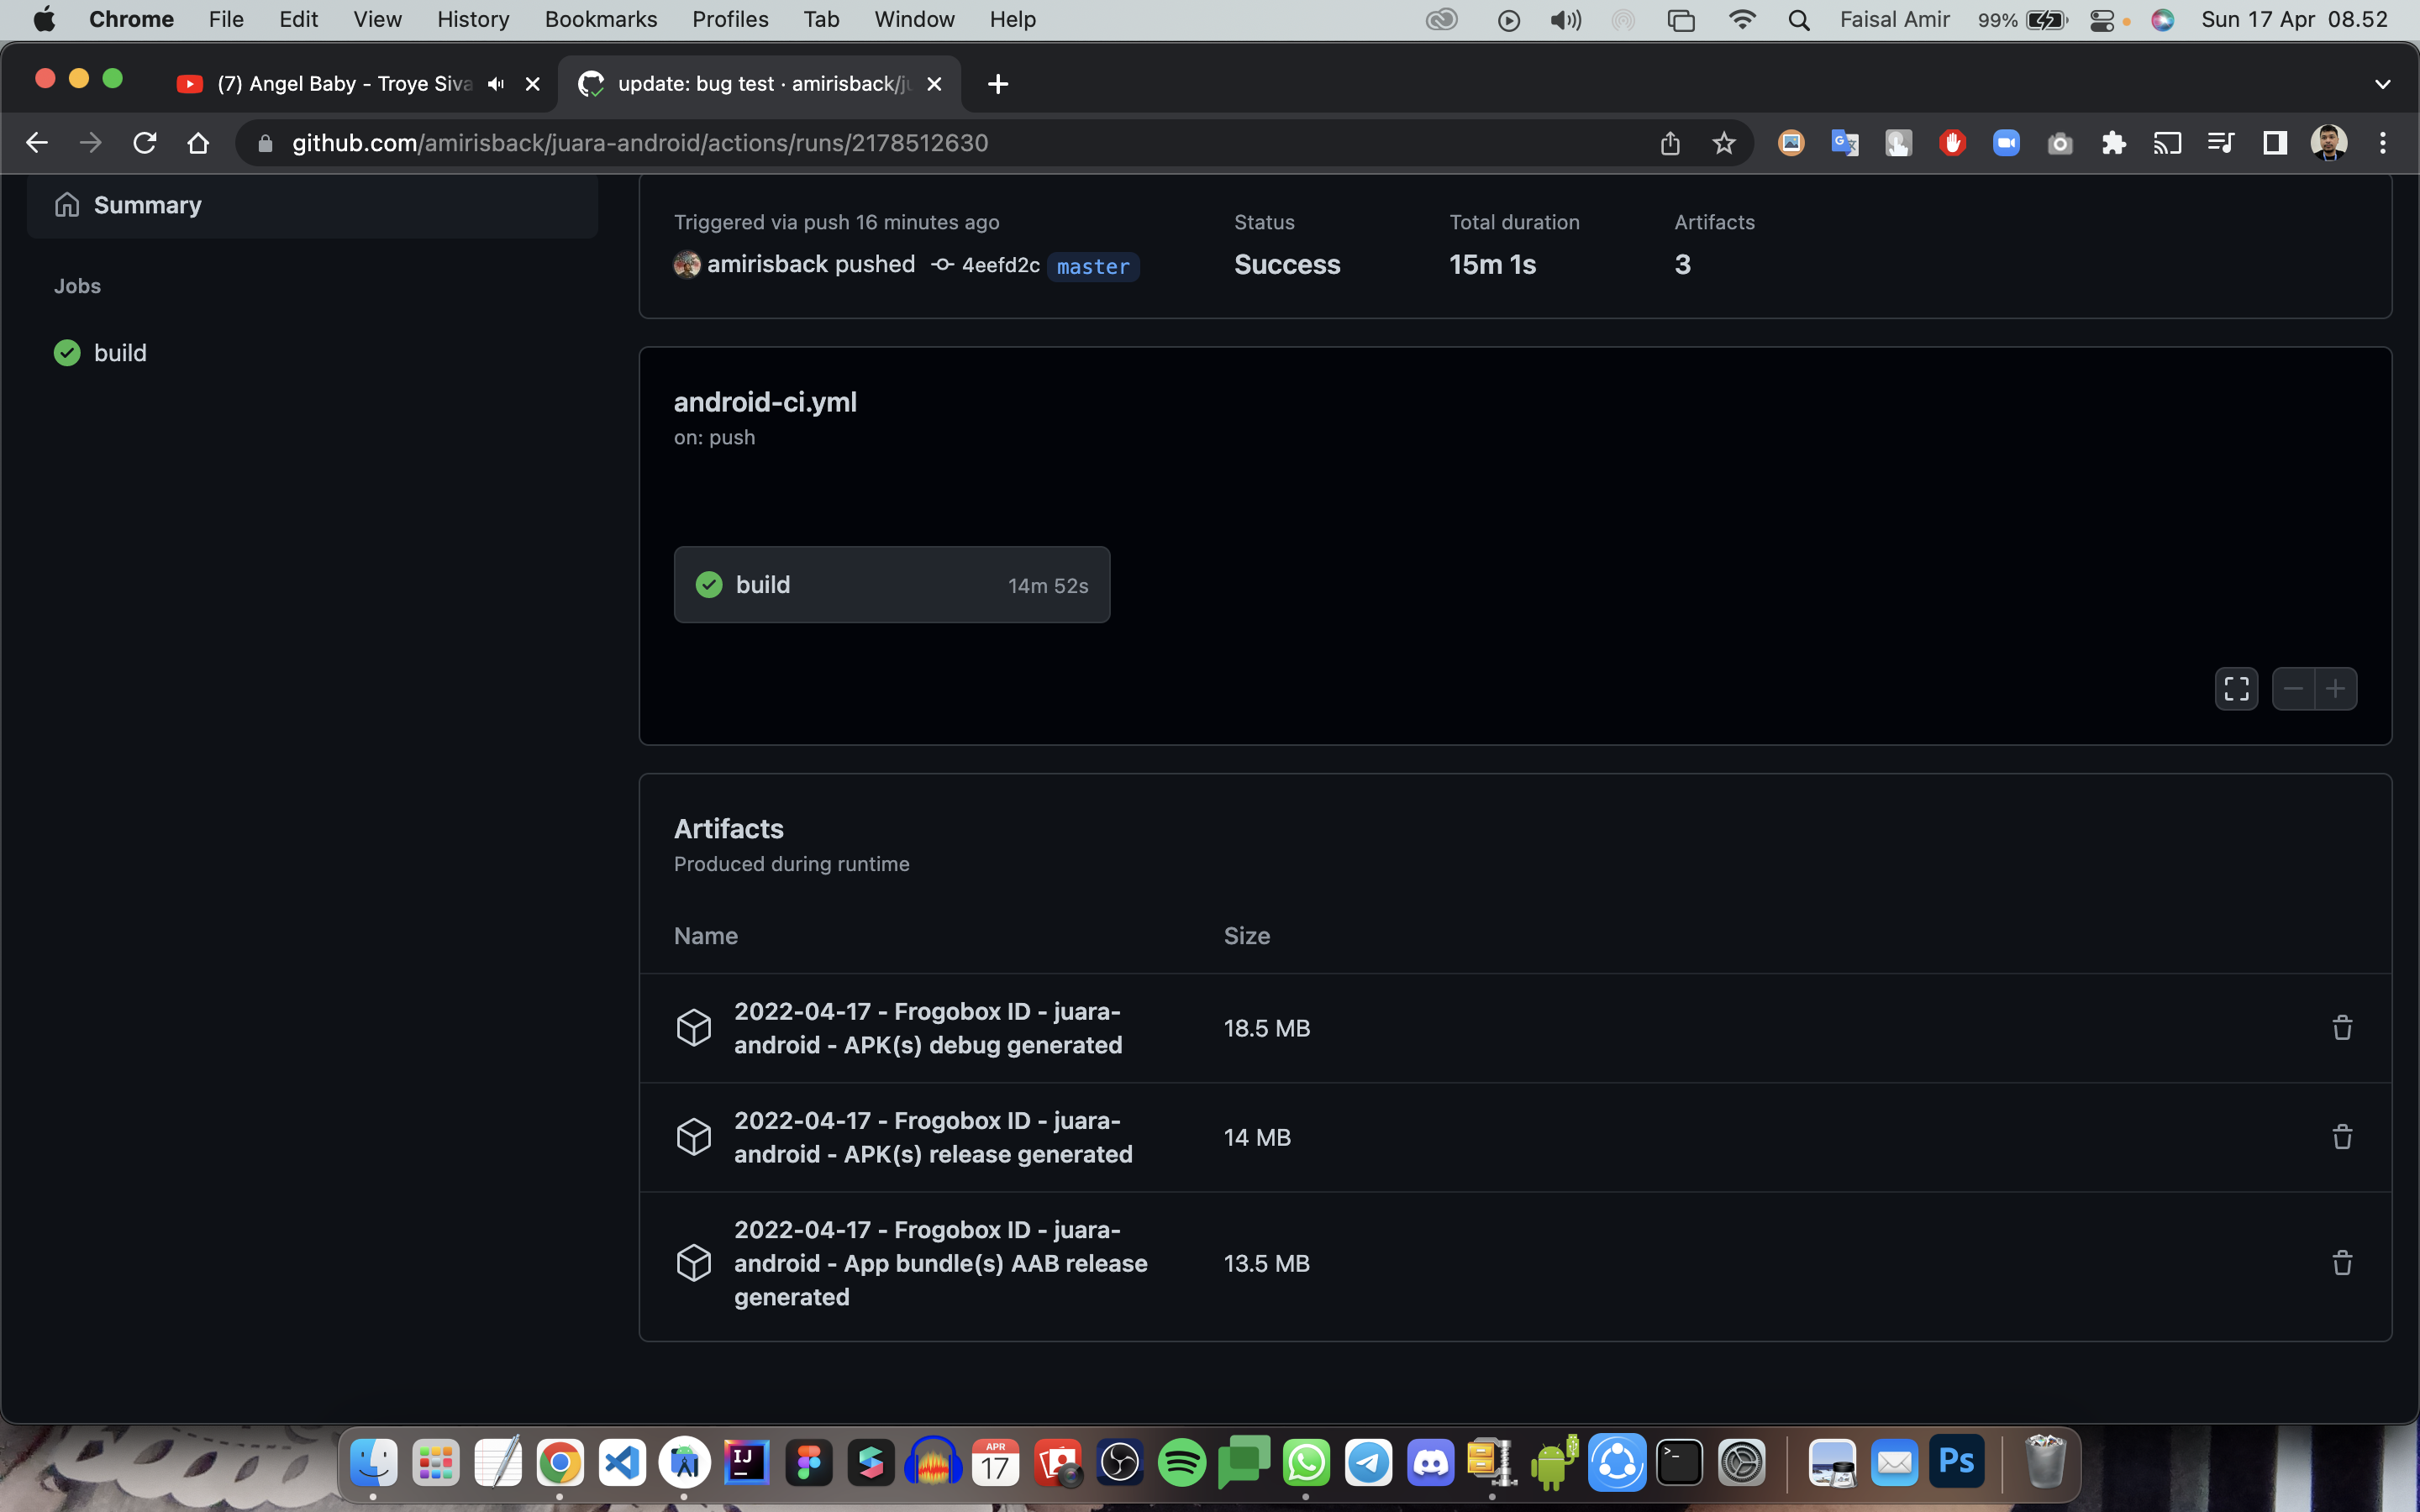 Chrome File Edit View History Bookmarks Profiles Tab Window Help Faisal Amir 99% Sun 17 Apr 08.52
(7) Angel Baby - Troye Siva update: bug test · amirisback/ju
github.com/amirisback/juara-android/actions/runs/2178512630
Summary
Jobs
build
Triggered via push 16 minutes ago Status Total duration Artifacts
amirisback pushed 4eefd2c master Success 15m 1s 3
android-ci.yml
on: push
build 14m 52s
Artifacts
Produced during runtime
Name Size
2022-04-17 - Frogobox ID - juara-
android - APK(s) debug generated
18.5 MB
2022-04-17 - Frogobox ID - juara-
android - APK(s) release generated
14 MB
2022-04-17 - Frogobox ID - juara-
android - App bundle(s) AAB release
generated
13.5 MB
IJ
APR
17
Ps